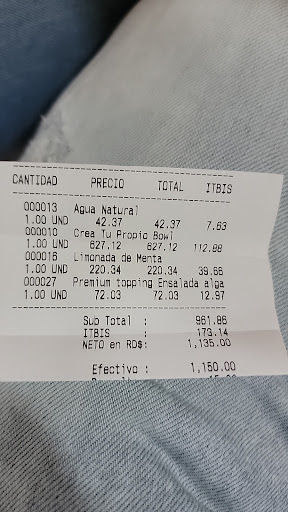 CANTIDAD PRECIO TOTAL ITBIS
000013 Agua Natural
1.00 UND 42.37 42.37 7.63
000010 Crea Tu Propio Bowl
1.00 UND 627.12 627.12 112.88
000016 Limonada de Menta
1.00 UND 220.34 220.34 39.66
000027 Premium topping Ensalada alga
1.00 UND 72.03 72.03 12.97
Sub Total : 961.86
ITBIS : 173.14
NETO en RD$: 1,135.00
Efectivo : 1,150.00